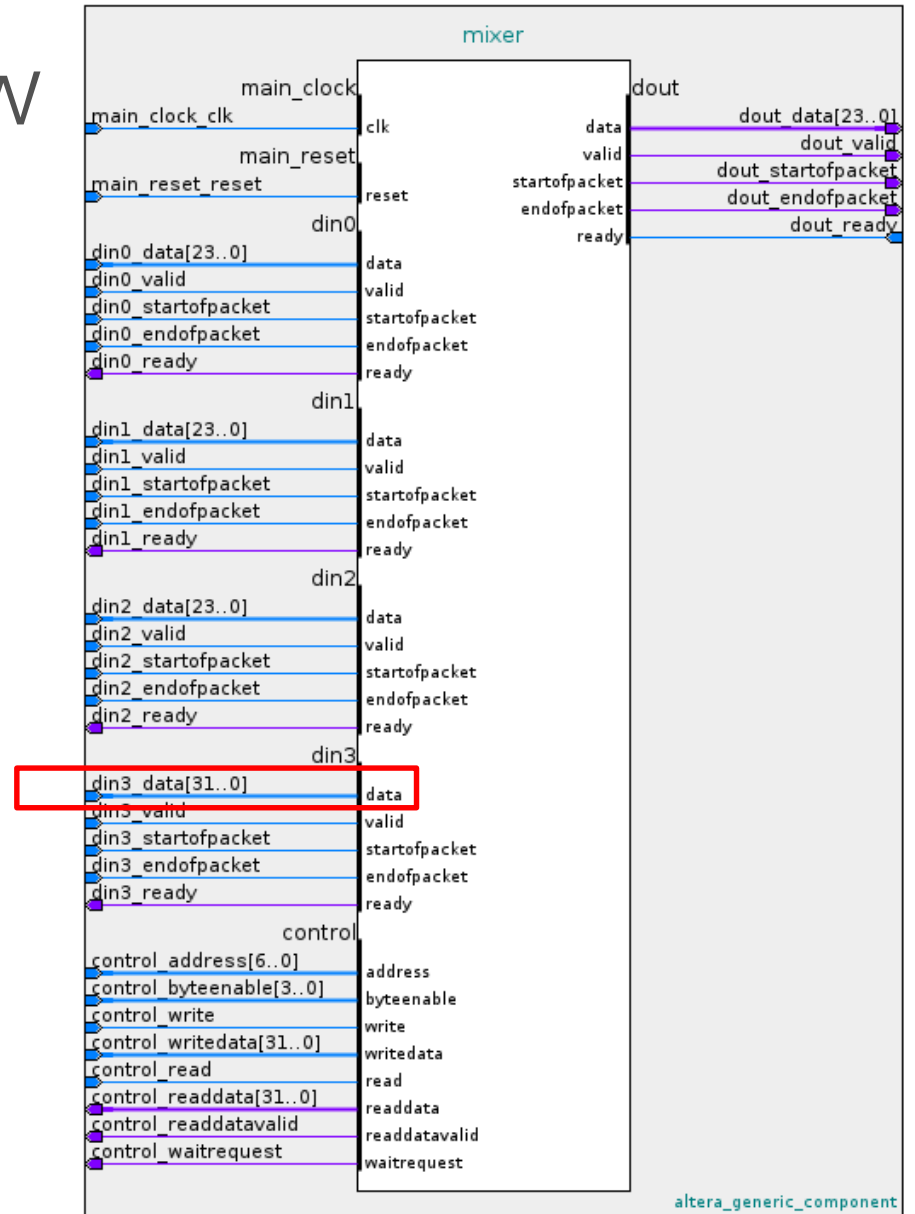 W
mixer
main_clock dout
main_clock_clk clk data dout_data[23..0]
main_reset valid dout_valid
main_reset_reset reset startofpacket dout_startofpacket
endofpacket dout_endofpacket
din0 ready dout_ready
din0_data[23..0] data
din0_valid valid
din0_startofpacket startofpacket
din0_endofpacket endofpacket
din0_ready ready
din1
din1_data[23..0] data
din1_valid valid
din1_startofpacket startofpacket
din1_endofpacket endofpacket
din1_ready ready
din2
din2_data[23..0] data
din2_valid valid
din2_startofpacket startofpacket
din2_endofpacket endofpacket
din2_ready ready
din3
din3_data[31..0] data
din3_valid valid
din3_startofpacket startofpacket
din3_endofpacket endofpacket
din3_ready ready
control
control_address[6..0] address
control_byteenable[3..0] byteenable
control_write write
control_writedata[31..0] writedata
control_read read
control_readdata[31..0] readdata
control_readdatavalid readdatavalid
control_waitrequest waitrequest
altera_generic_component